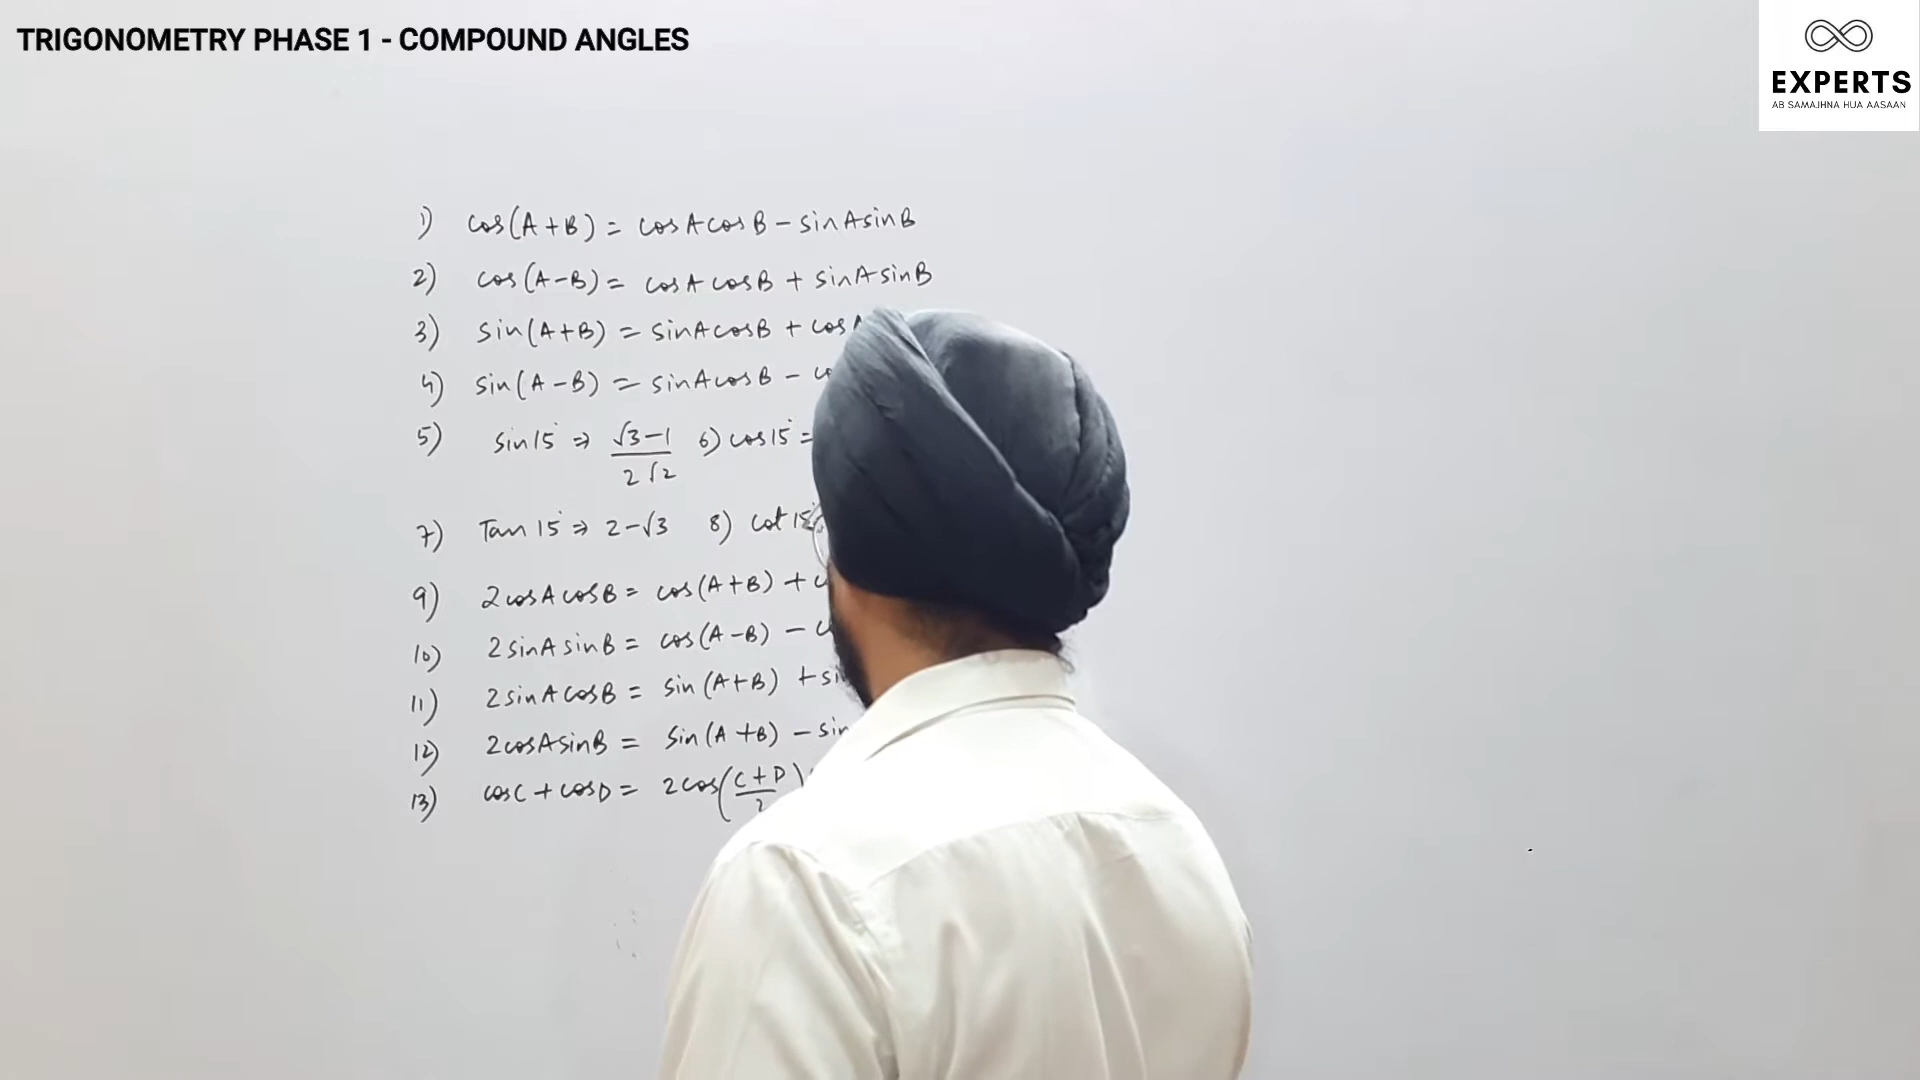 TRIGONOMETRY PHASE 1 - COMPOUND ANGLES
EXPERTS
AB SAMAJHNA HUA AASAAN
1) cos(A+B) = cosAcosB - sinAsinB
2) cos(A-B) = cosAcosB + sinAsinB
3) sin(A+B) = sinAcosB + cos
4) sin(A-B) = sinAcosB -
5) sin15° ⇒ √3-1/2√2 6) cos15° =
7) Tan15° ⇒ 2-√3 8) cot15°
9) 2cosAcosB = cos(A+B) +
10) 2sinAsinB = cos(A-B) -
11) 2sinAcosB = sin(A+B) + si
12) 2cosAsinB = sin(A+B) - sin
13) cosC + cosD = 2cos(C+D/2)